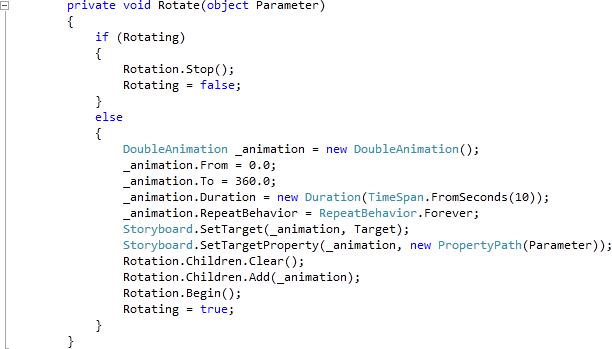 private void Rotate(object Parameter)
{
    if (Rotating)
    {
        Rotation.Stop();
        Rotating = false;
    }
    else
    {
        DoubleAnimation _animation = new DoubleAnimation();
        _animation.From = 0.0;
        _animation.To = 360.0;
        _animation.Duration = new Duration(TimeSpan.FromSeconds(10));
        _animation.RepeatBehavior = RepeatBehavior.Forever;
        Storyboard.SetTarget(_animation, Target);
        Storyboard.SetTargetProperty(_animation, new PropertyPath(Parameter));
        Rotation.Children.Clear();
        Rotation.Children.Add(_animation);
        Rotation.Begin();
        Rotating = true;
    }
}